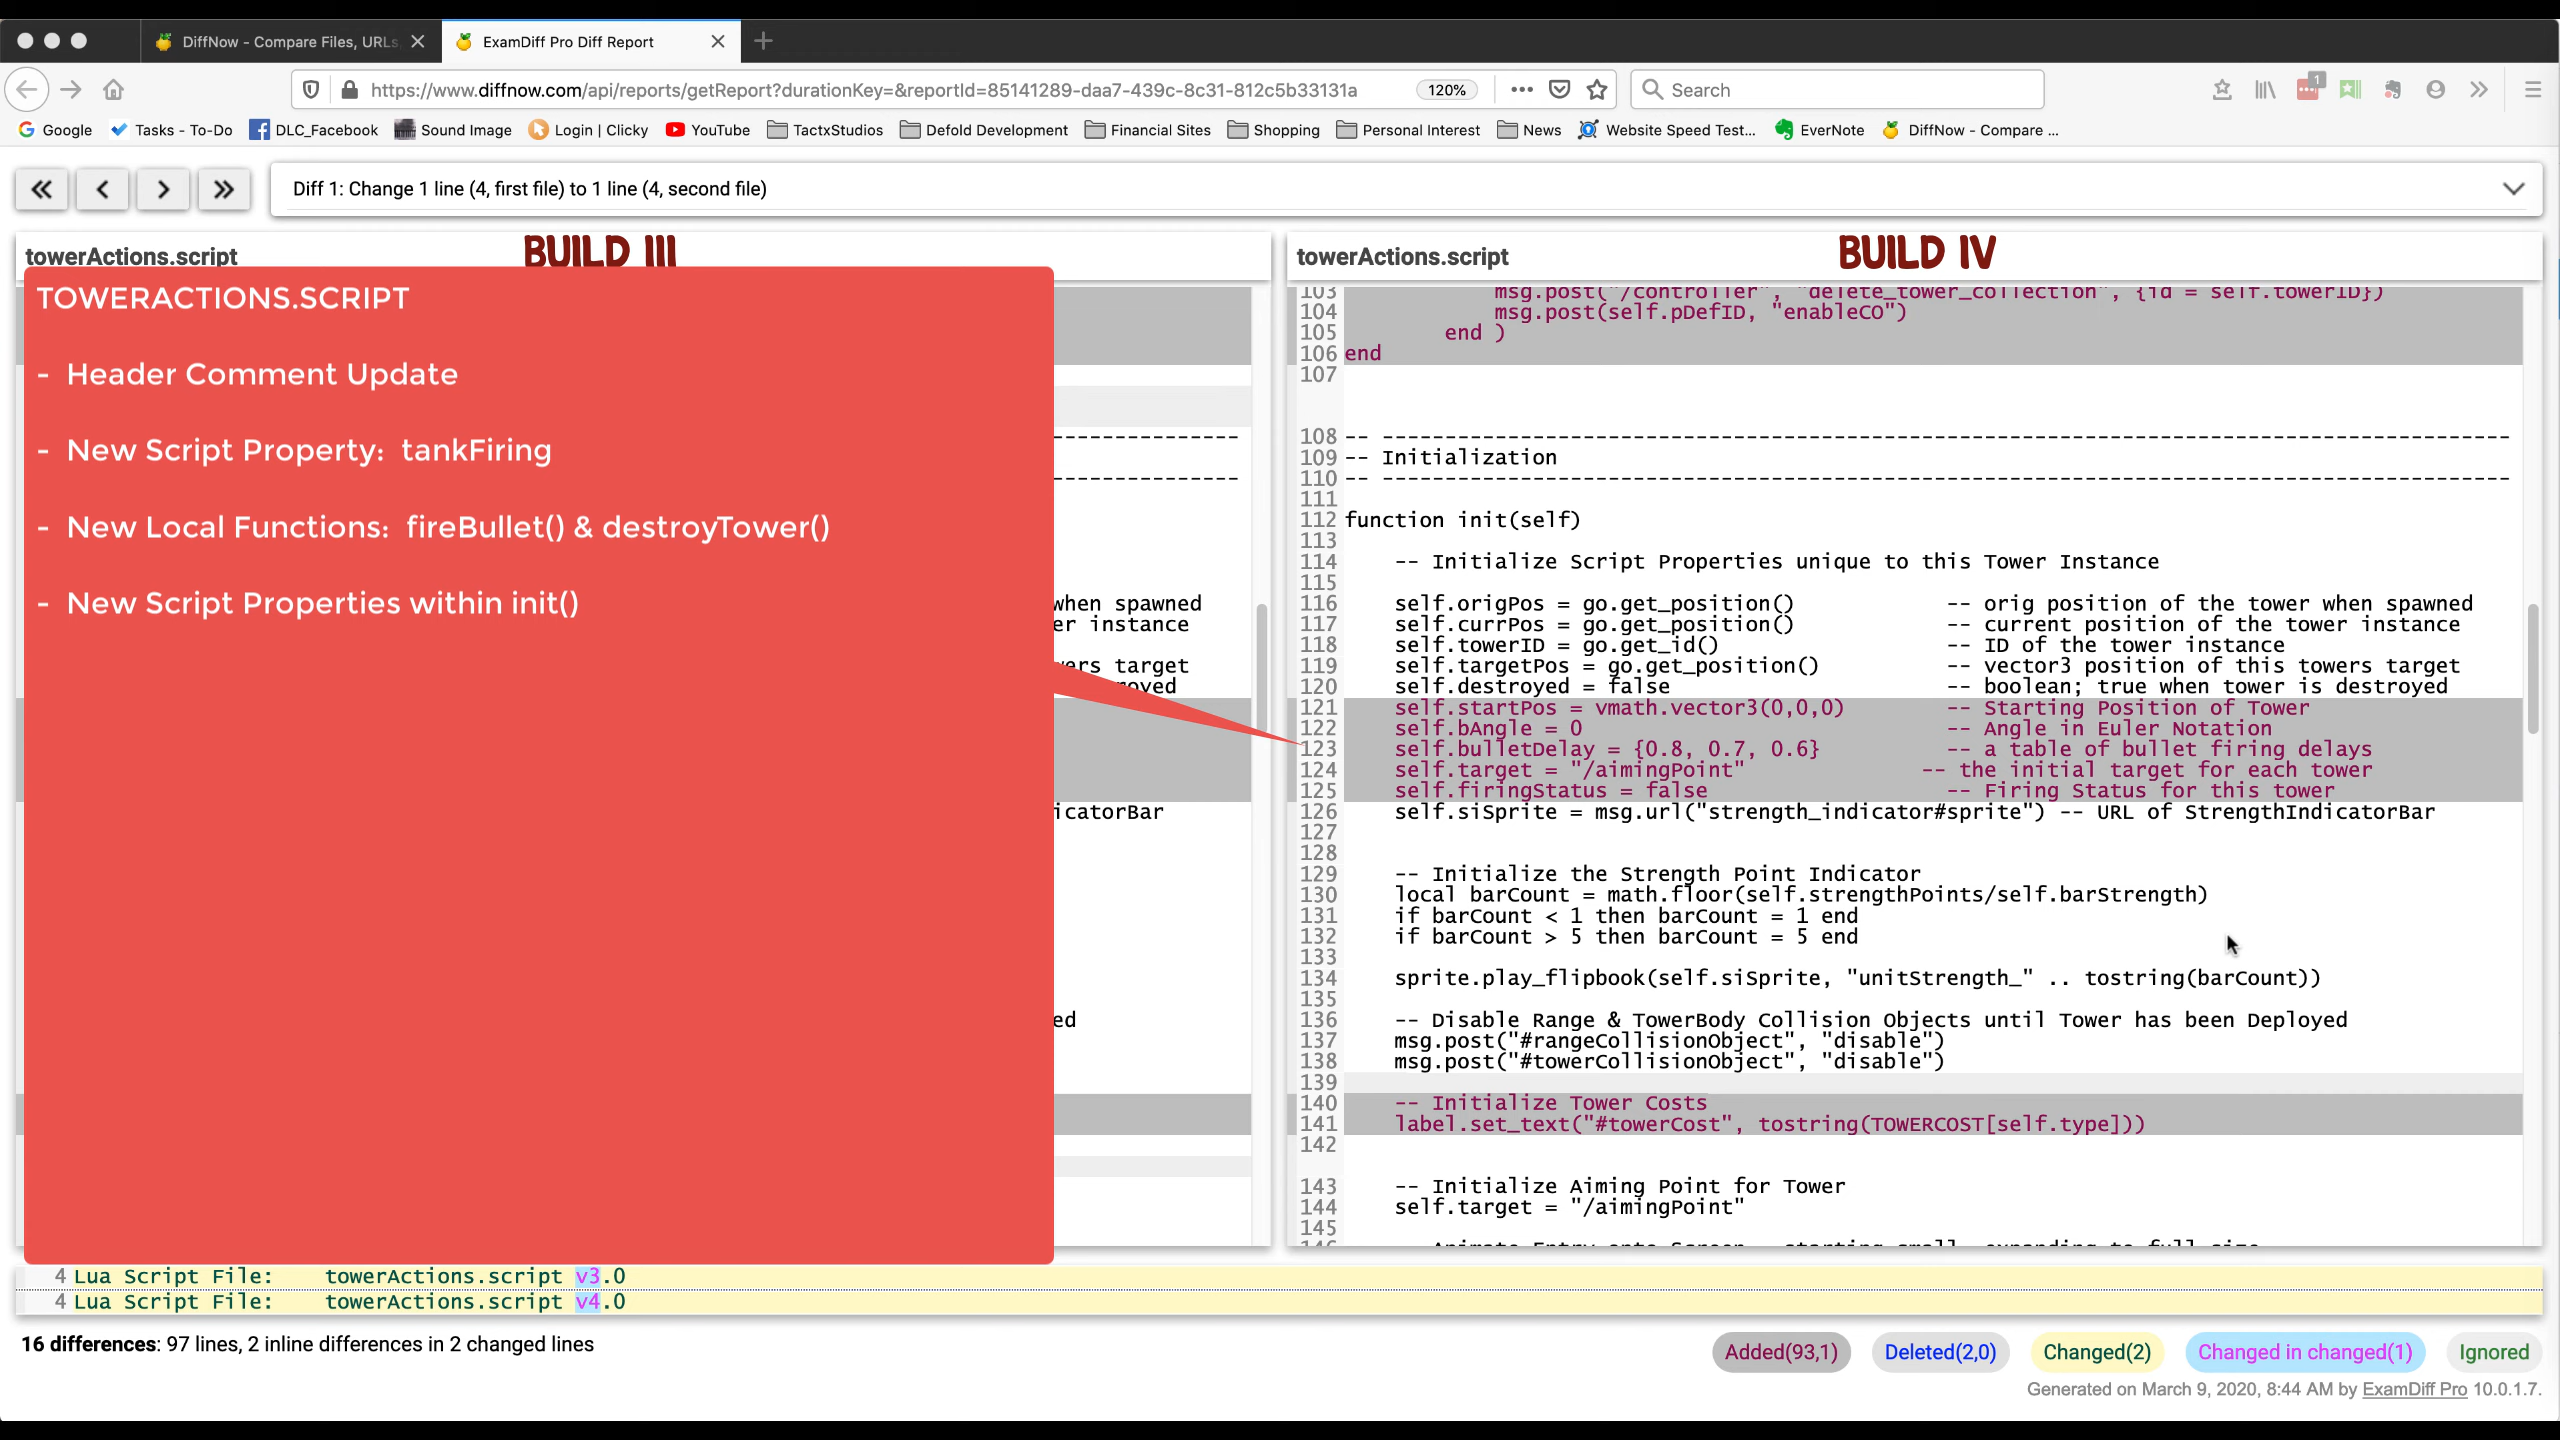 DiffNow - Compare Files, URLs
ExamDiff Pro Diff Report
https://www.diffnow.com/api/reports/getReport?durationKey=&reportId=85141289-daa7-439c-8c31-812c5b33131a
120%
Search
1
Google
Tasks - To-Do
DLC_Facebook
Sound Image
Login | Clicky
YouTube
TactxStudios
Defold Development
Financial Sites
Shopping
Personal Interest
News
Website Speed Test...
EverNote
DiffNow - Compare ...
Diff 1: Change 1 line (4, first file) to 1 line (4, second file)
towerActions.script
BUILD III
TOWERACTIONS.SCRIPT
- Header Comment Update
- New Script Property: tankFiring
- New Local Functions: fireBullet() & destroyTower()
- New Script Properties within init()
when spawned
er instance
ers target
oyed
icatorBar
ed
towerActions.script
BUILD IV
103 msg.post("/controller", "delete_tower_collection", {id = self.towerID})
104 msg.post(self.pDefID, "enableCO")
105 end )
106 end
107
108 -- ------------------------------------------------------------------------------------------
109 -- Initialization
110 -- ------------------------------------------------------------------------------------------
111
112 function init(self)
113
114 -- Initialize Script Properties unique to this Tower Instance
115
116 self.origPos = go.get_position() -- orig position of the tower when spawned
117 self.currPos = go.get_position() -- current position of the tower instance
118 self.towerID = go.get_id() -- ID of the tower instance
119 self.targetPos = go.get_position() -- vector3 position of this towers target
120 self.destroyed = false -- boolean; true when tower is destroyed
121 self.startPos = vmath.vector3(0,0,0) -- Starting Position of Tower
122 self.bAngle = 0 -- Angle in Euler Notation
123 self.bulletDelay = {0.8, 0.7, 0.6} -- a table of bullet firing delays
124 self.target = "/aimingPoint" -- the initial target for each tower
125 self.firingStatus = false -- Firing Status for this tower
126 self.siSprite = msg.url("strength_indicator#sprite") -- URL of StrengthIndicatorBar
127
128
129 -- Initialize the Strength Point Indicator
130 local barCount = math.floor(self.strengthPoints/self.barStrength)
131 if barCount < 1 then barCount = 1 end
132 if barCount > 5 then barCount = 5 end
133
134 sprite.play_flipbook(self.siSprite, "unitStrength_" .. tostring(barCount))
135
136 -- Disable Range & TowerBody Collision Objects until Tower has been Deployed
137 msg.post("#rangeCollisionObject", "disable")
138 msg.post("#towerCollisionObject", "disable")
139
140 -- Initialize Tower Costs
141 label.set_text("#towerCost", tostring(TOWERCOST[self.type]))
142
143 -- Initialize Aiming Point for Tower
144 self.target = "/aimingPoint"
145
4 Lua Script File: towerActions.script v3.0
4 Lua Script File: towerActions.script v4.0
16 differences: 97 lines, 2 inline differences in 2 changed lines
Added(93,1)
Deleted(2,0)
Changed(2)
Changed in changed(1)
Ignored
Generated on March 9, 2020, 8:44 AM by ExamDiff Pro 10.0.1.7.